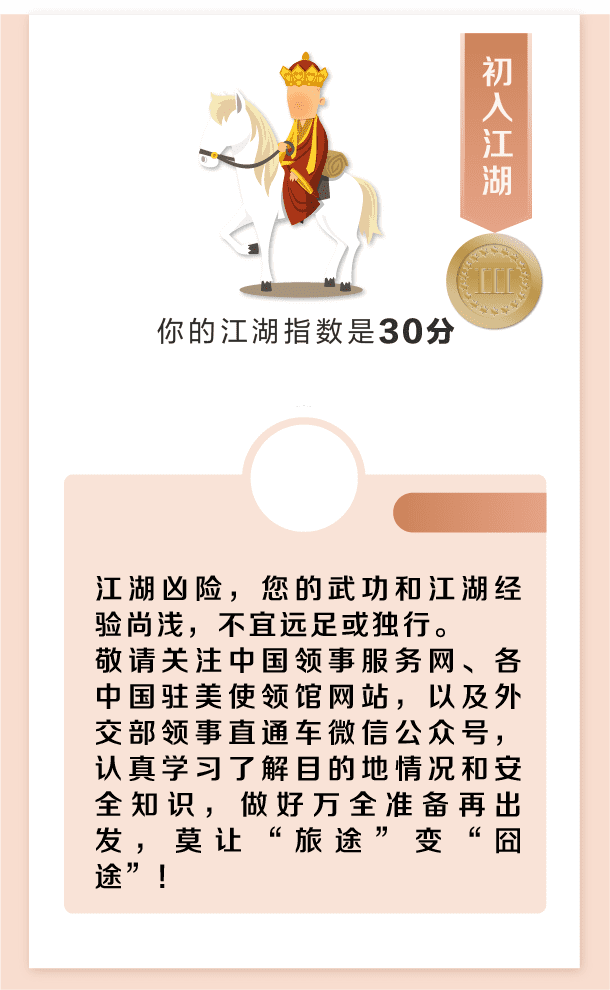 初入江湖
III
你的江湖指数是30分
江湖凶险，您的武功和江湖经
验尚浅，不宜远足或独行。
敬请关注中国领事服务网、各
中国驻美使领馆网站，以及外
交部领事直通车微信公众号，
认真学习了解目的地情况和安
全知识，做好万全准备再出
发，莫让“旅途”变“囧
途”！